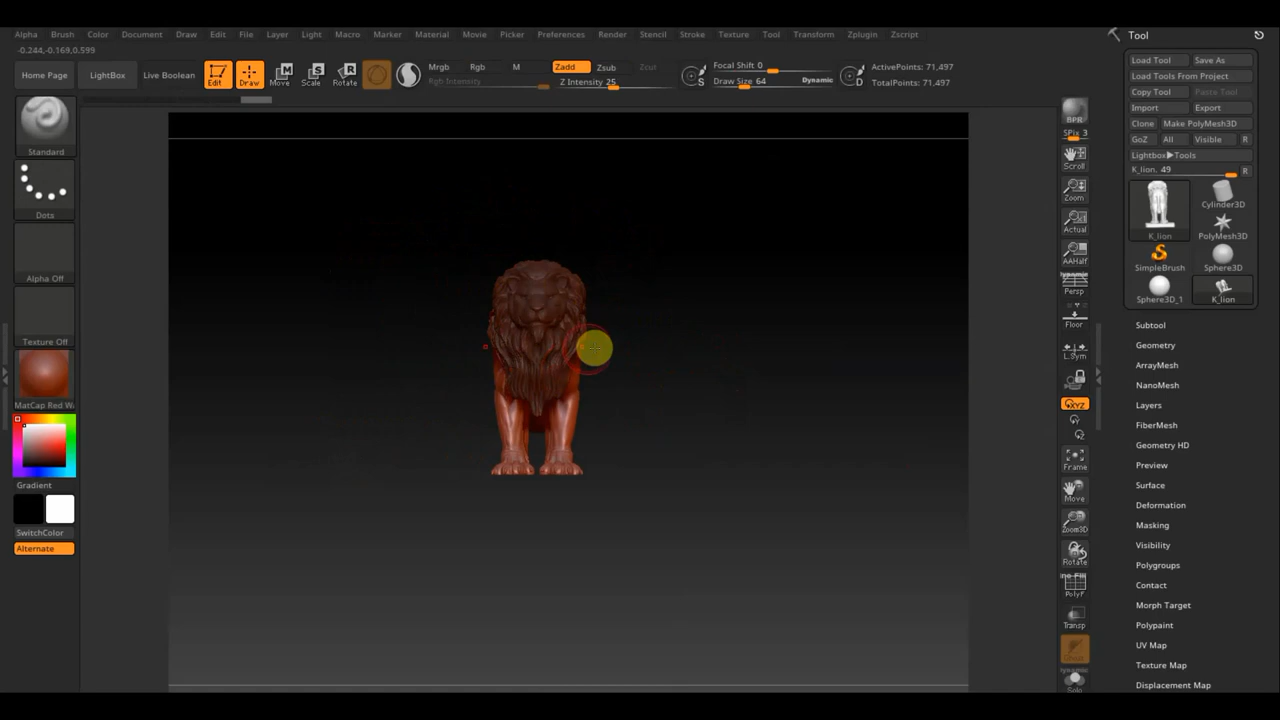 Alpha Brush Color Document Draw Edit File Layer Light Macro Marker Material Movie Picker Preferences Render Stencil Stroke Texture Tool Transform Zplugin Zscript
-0.244,-0.169,0.599
Home Page
LightBox
Live Boolean
Edit
Draw
Move
Scale
Rotate
Mrgb
Rgb
M
Rgb Intensity
Zadd
Zsub
Zcut
Z Intensity 25
Focal Shift 0
Draw Size 64
Dynamic
ActivePoints: 71,497
TotalPoints: 71,497
Standard
Dots
Alpha Off
Texture Off
MatCap Red Wa
Gradient
SwitchColor
Alternate
BPR
SPix 3
Scroll
Zoom
Actual
AAHalf
Dynamic
Persp
Floor
L.Sym
XYZ
Frame
Move
Zoom3D
Rotate
PolyF
Transp
Dynamic
Solo
Tool
Load Tool
Save As
Load Tools From Project
Copy Tool
Paste Tool
Import
Export
Clone
Make PolyMesh3D
GoZ
All
Visible
R
Lightbox▶Tools
K_lion. 49
R
K_lion
Cylinder3D
PolyMesh3D
SimpleBrush
Sphere3D
Sphere3D_1
K_lion
Subtool
Geometry
ArrayMesh
NanoMesh
Layers
FiberMesh
Geometry HD
Preview
Surface
Deformation
Masking
Visibility
Polygroups
Contact
Morph Target
Polypaint
UV Map
Texture Map
Displacement Map